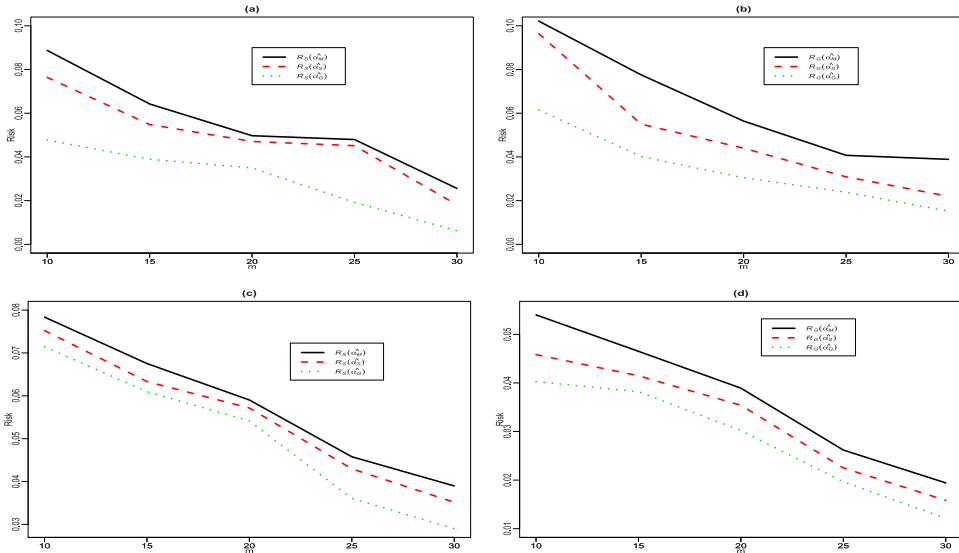 (a)
Risk
0.00 0.02 0.04 0.06 0.08 0.10
R_S(α̂_M)
R_S(α̂_S)
R_S(α̂_G)
10 15 20 25 30
m
(b)
Risk
0.00 0.02 0.04 0.06 0.08 0.10
R_G(α̂_M)
R_G(α̂_S)
R_G(α̂_G)
10 15 20 25 30
m
(c)
Risk
0.03 0.04 0.05 0.06 0.07 0.08
R_S(α̂_M)
R_S(α̂_S)
R_S(α̂_G)
10 15 20 25 30
m
(d)
Risk
0.01 0.02 0.03 0.04 0.05
R_G(α̂_M)
R_G(α̂_S)
R_G(α̂_G)
10 15 20 25 30
m